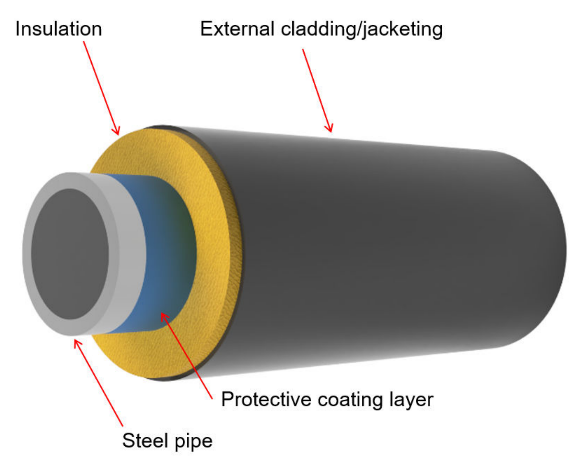 Insulation
External cladding/jacketing
Protective coating layer
Steel pipe